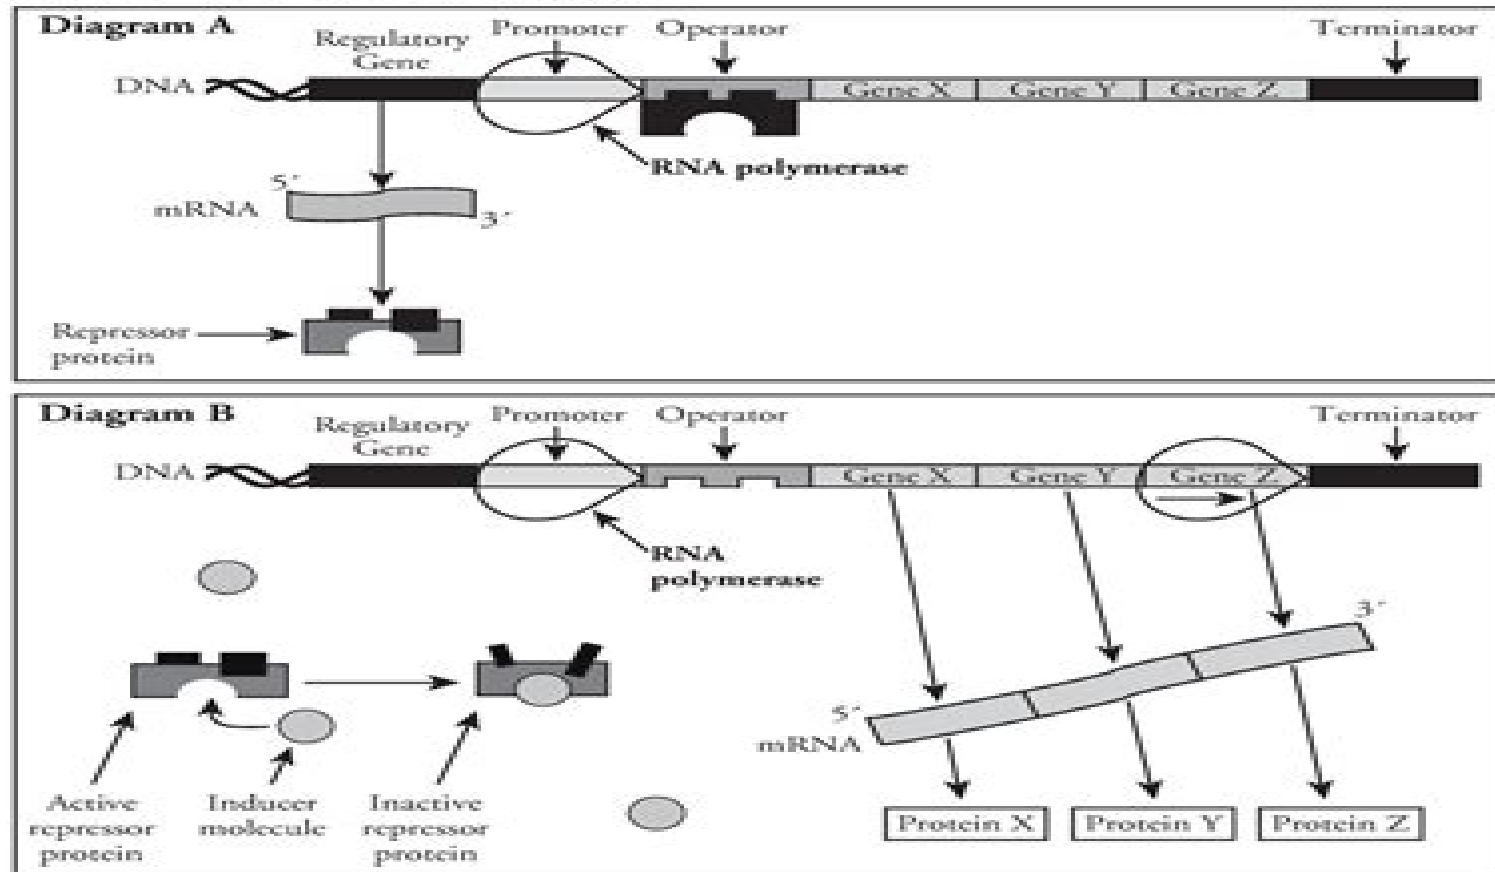 Diagram A
Regulatory
Gene
Promoter
Operator
Terminator
DNA
Gene X
Gene Y
Gene Z
RNA polymerase
5´
mRNA
3´
Repressor
protein
Diagram B
Regulatory
Gene
Promoter
Operator
Terminator
DNA
Gene X
Gene Y
Gene Z
RNA
polymerase
3´
5´
mRNA
Active
repressor
protein
Inducer
molecule
Inactive
repressor
protein
Protein X
Protein Y
Protein Z